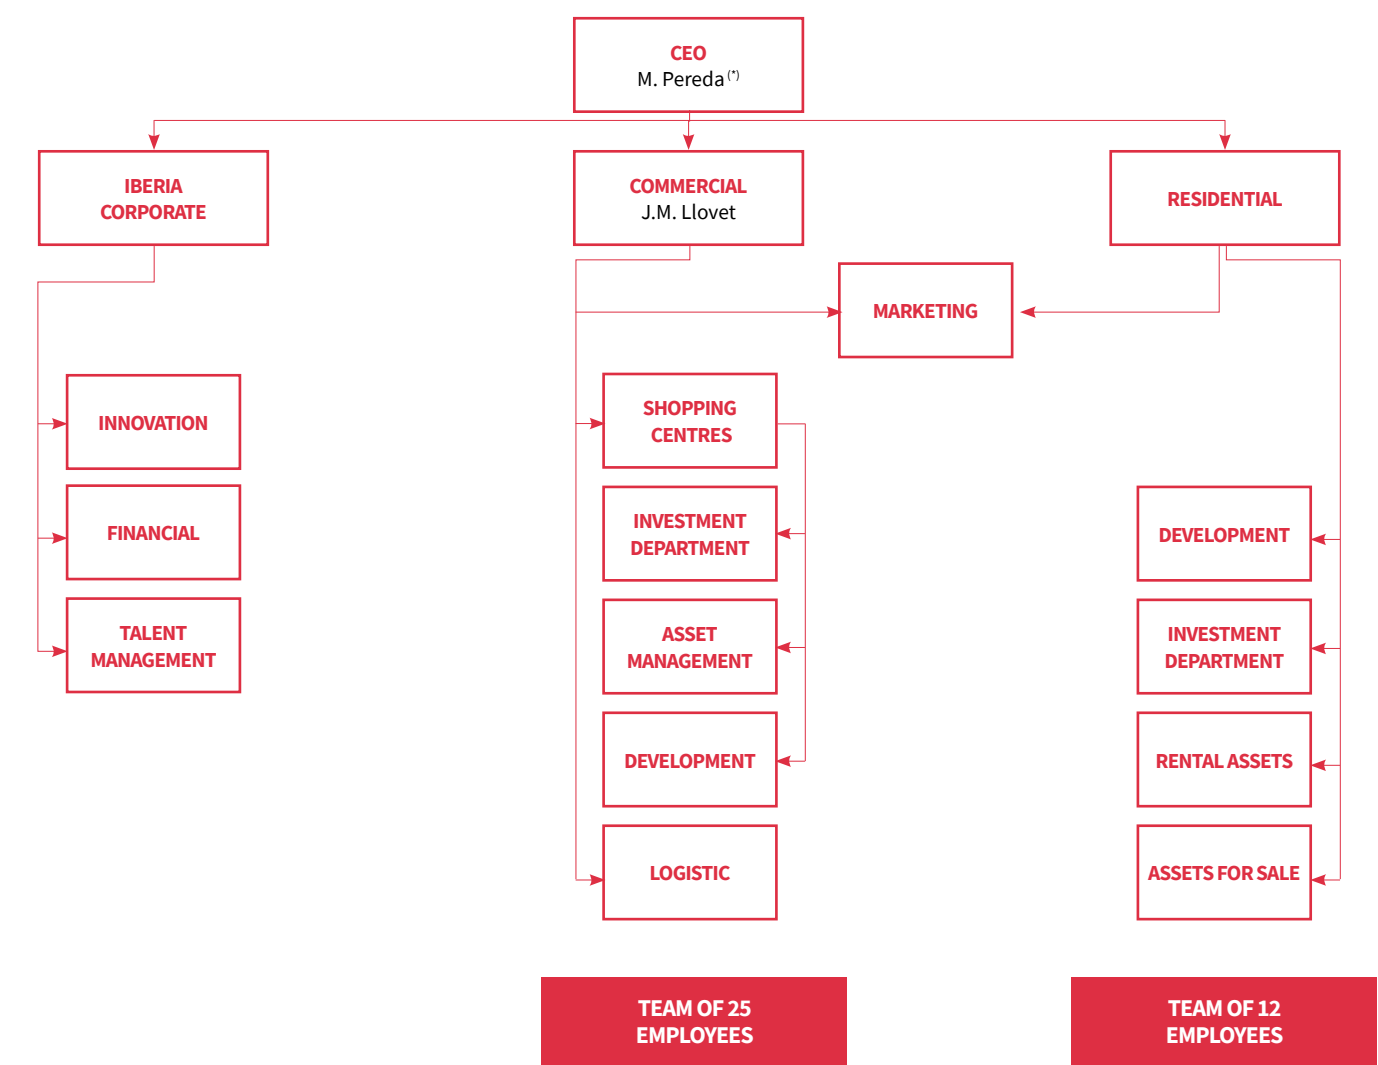 CEO
M. Pereda (*)
IBERIA
CORPORATE
COMMERCIAL
J.M. Llovet
RESIDENTIAL
MARKETING
INNOVATION
FINANCIAL
TALENT
MANAGEMENT
SHOPPING
CENTRES
INVESTMENT
DEPARTMENT
ASSET
MANAGEMENT
DEVELOPMENT
LOGISTIC
DEVELOPMENT
INVESTMENT
DEPARTMENT
RENTAL ASSETS
ASSETS FOR SALE
TEAM OF 25
EMPLOYEES
TEAM OF 12
EMPLOYEES